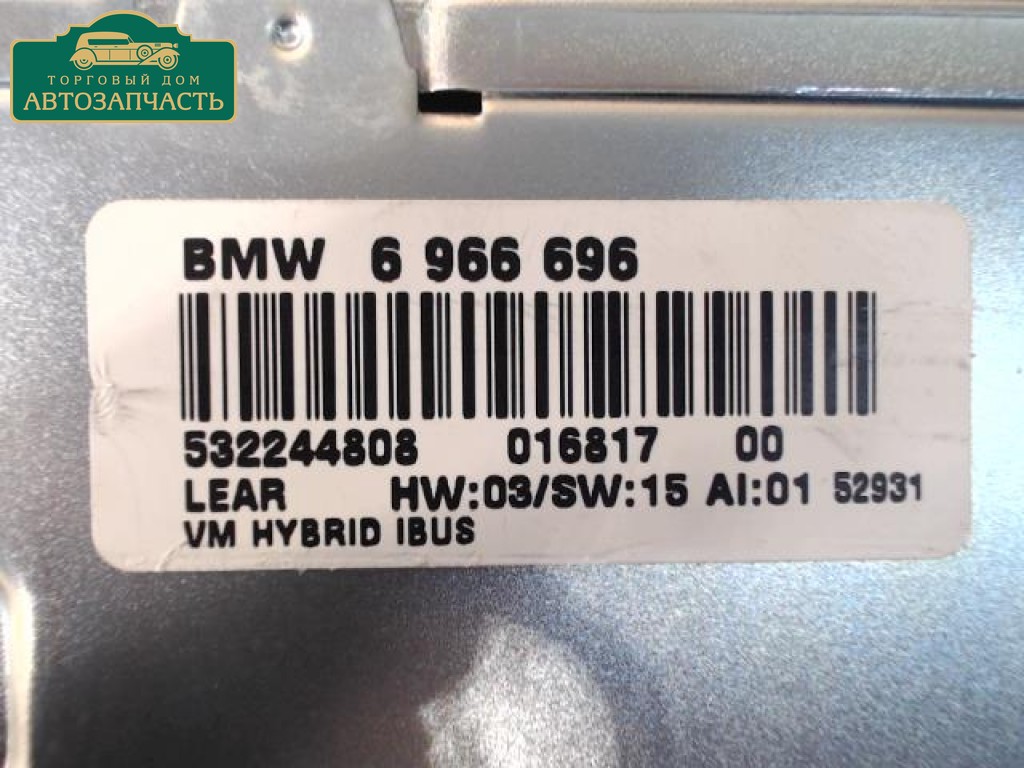 ТОРГОВЫЙ ДОМ
АВТОЗАПЧАСТЬ
BMW 6 966 696
532244808 016817 00
LEAR HW:03/SW:15 AI:01 52931
VM HYBRID IBUS